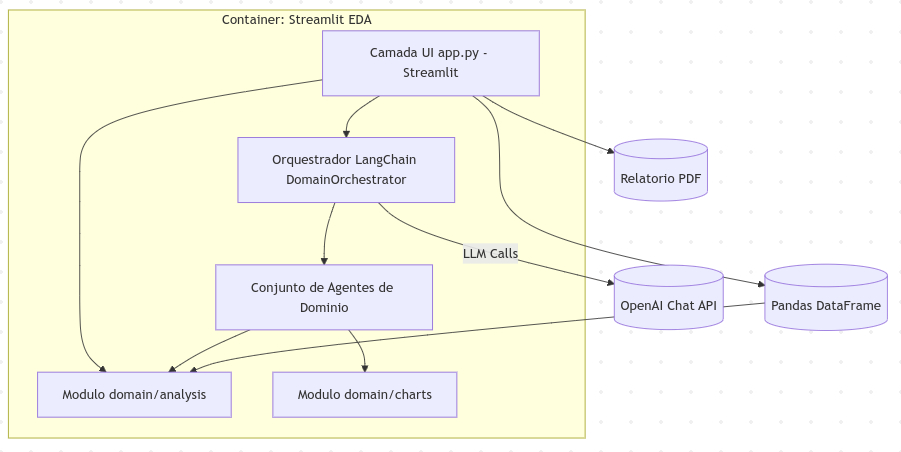 Container: Streamlit EDA
Camada UI app.py -
Streamlit
Orquestrador LangChain
DomainOrchestrator
Relatorio PDF
LLM Calls
Conjunto de Agentes de
Dominio
OpenAI Chat API
Pandas DataFrame
Modulo domain/analysis
Modulo domain/charts